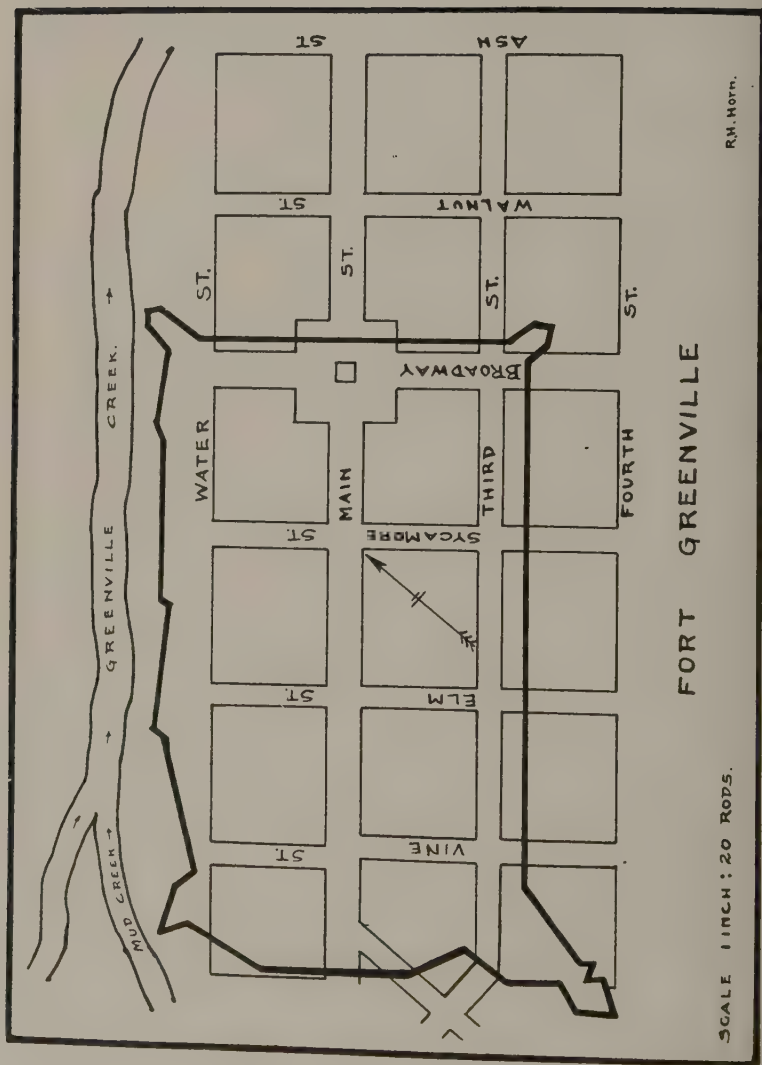 MUD CREEK
GREENVILLE CREEK.
WATER ST.
MAIN ST.
THIRD ST.
FOURTH ST.
VINE ST.
ELM ST.
SYCAMORE ST.
BROADWAY
WALNUT ST.
ASH ST.
FORT GREENVILLE
SCALE 1 INCH : 20 RODS.
R.H. Horn.